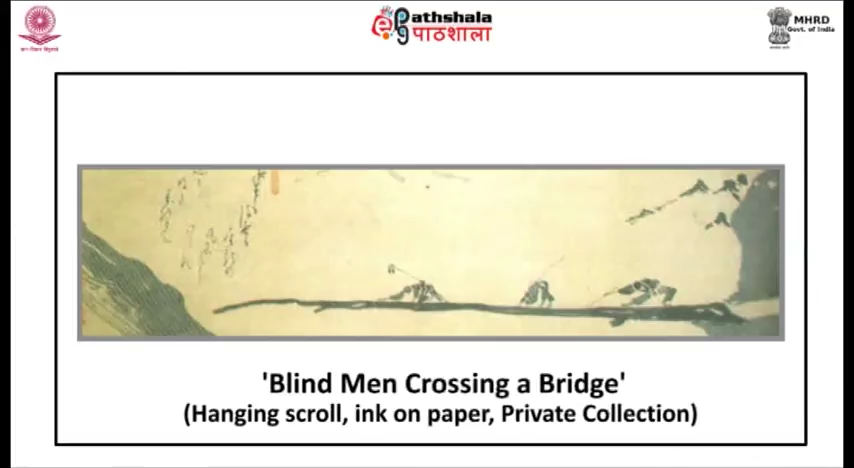 ePathshala
पाठशाला
MHRD
Govt. of India
'Blind Men Crossing a Bridge'
(Hanging scroll, ink on paper, Private Collection)